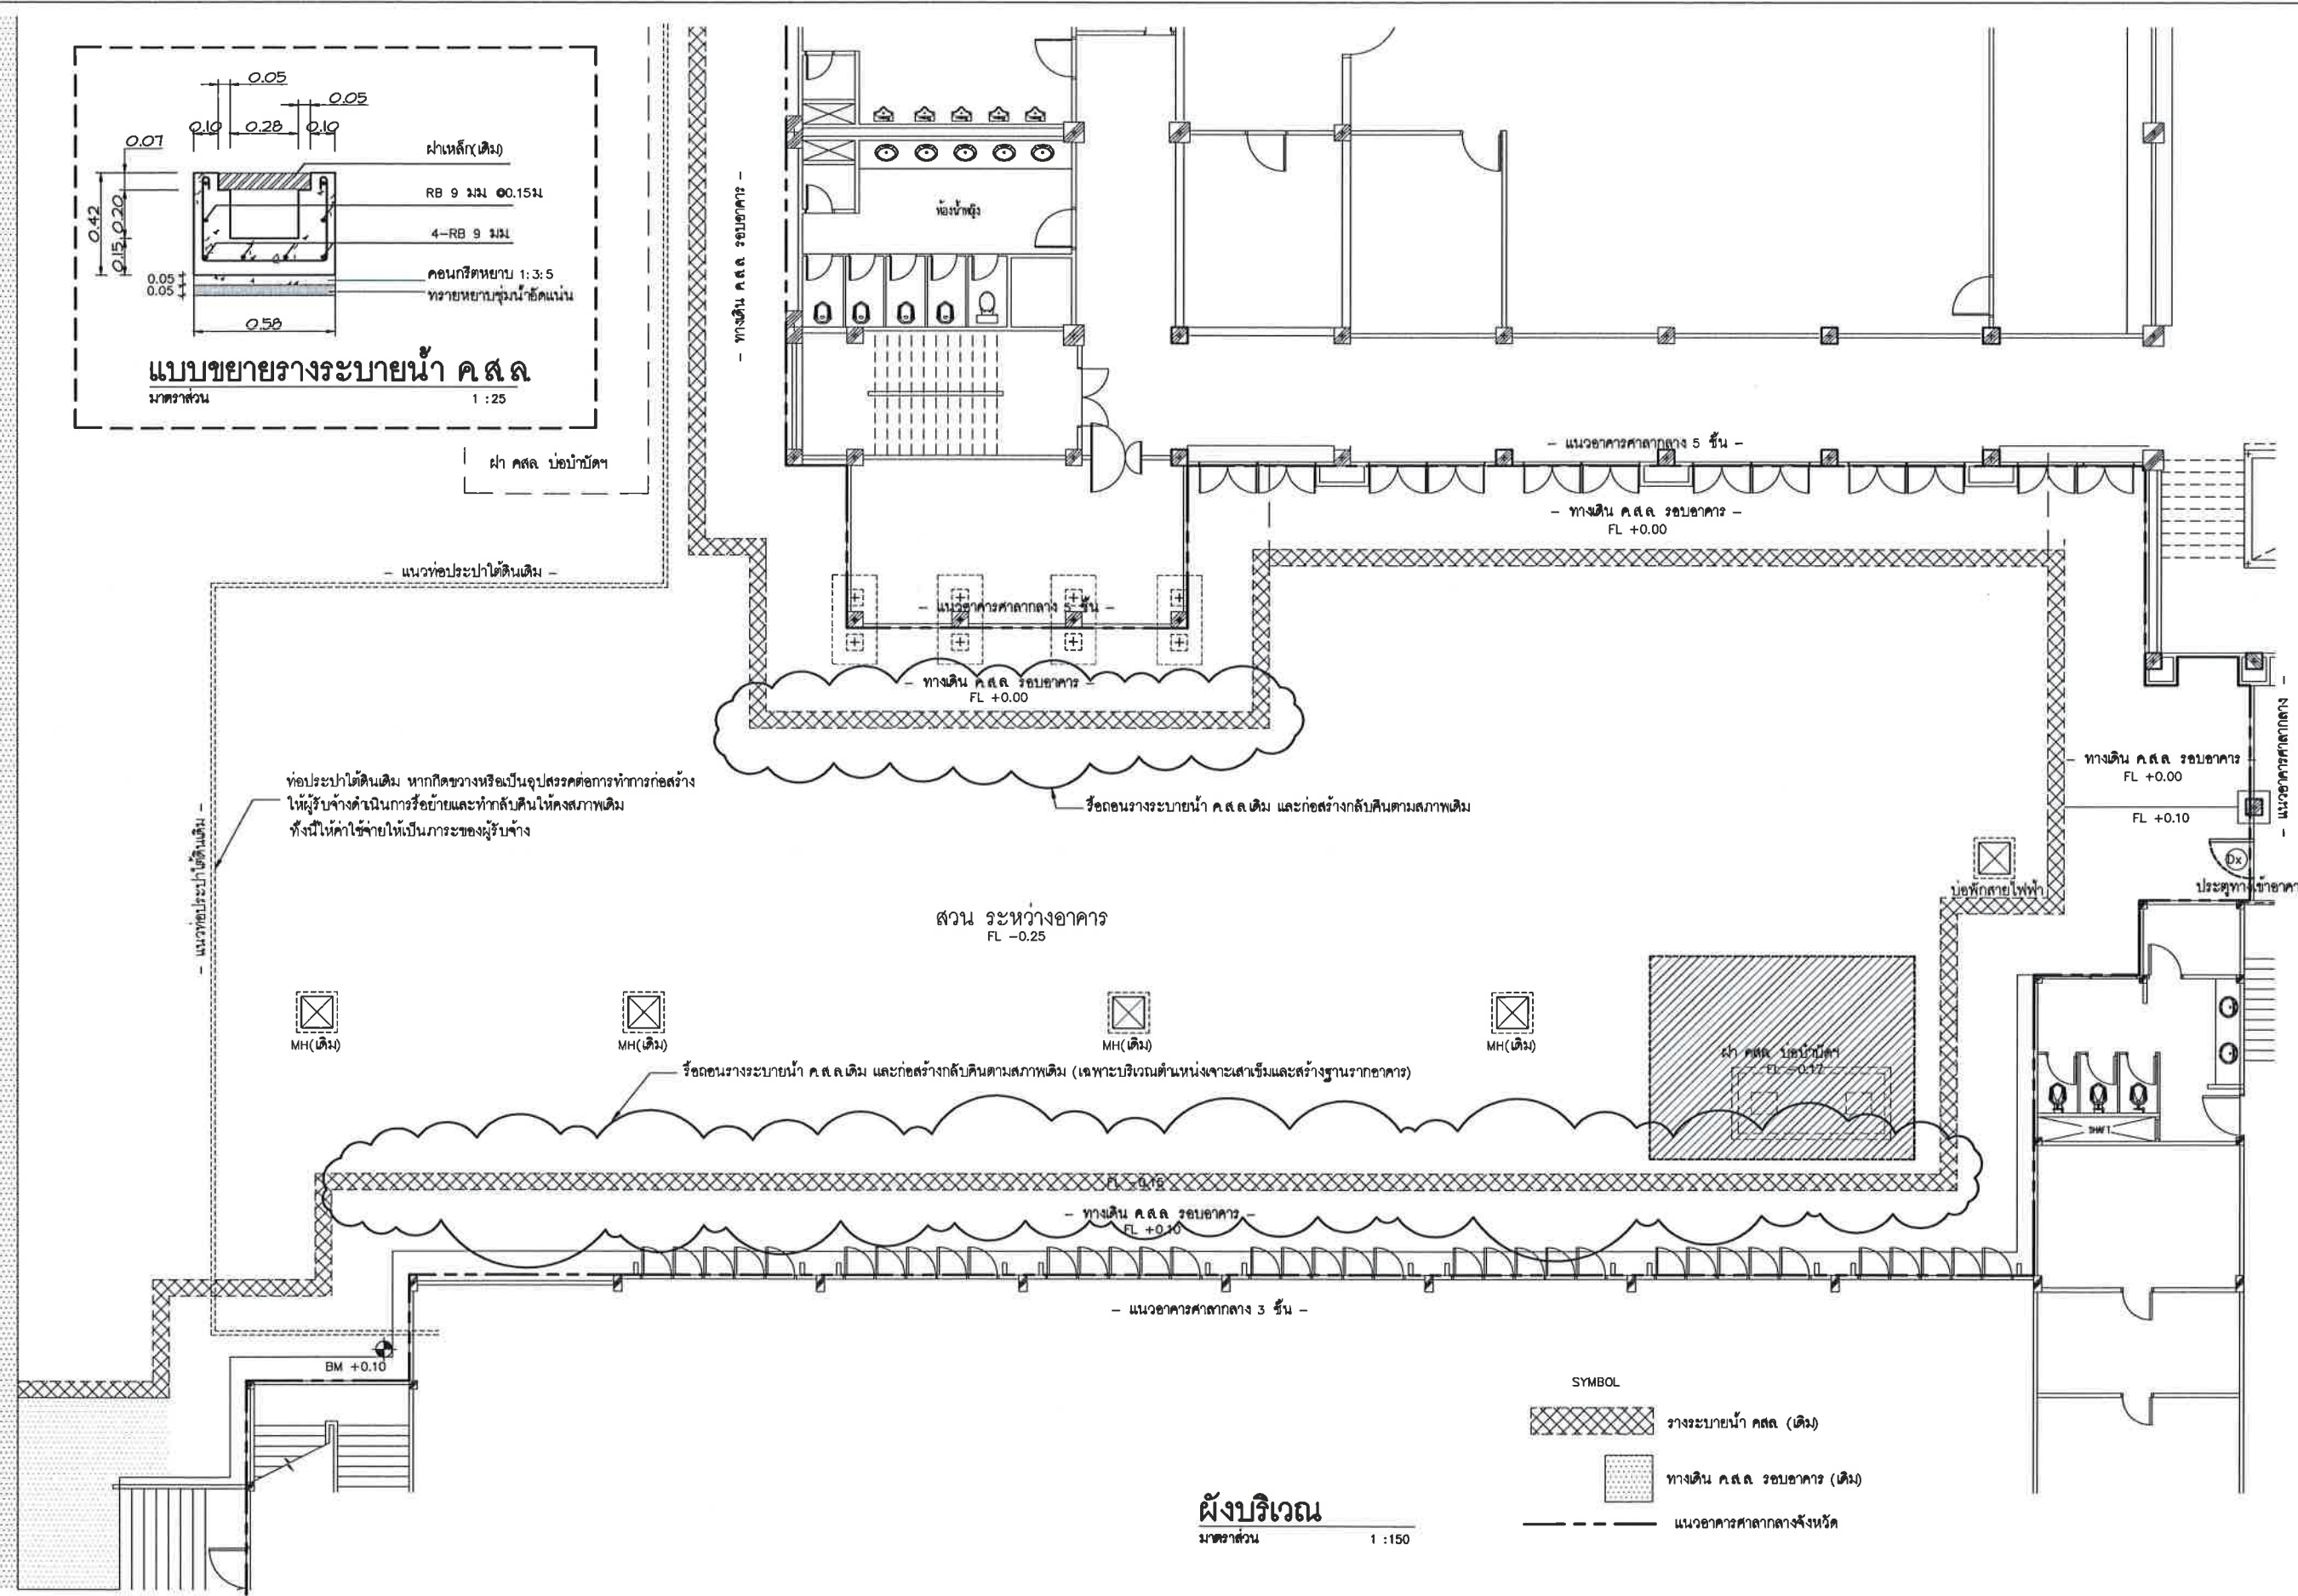 0.05
0.05
0.10 0.28 0.10
0.07
0.42
0.20
0.15
0.05
0.05
0.58
ฝาเหล็ก(เดิม)
RB 9 มม @0.15ม
4-RB 9 มม
คอนกรีตหยาบ 1:3:5
ทรายหยาบชุ่มน้ำอัดแน่น
แบบขยายรางระบายน้ำ ค.ส.ล
มาตราส่วน 1 :25
ฝา คสล บ่อบำบัดฯ
- ทางเดิน ค.ส.ล. รอบอาคาร -
ห้องน้ำหญิง
- แนวอาคารศาลากลาง 5 ชั้น -
- ทางเดิน ค.ส.ล. รอบอาคาร -
FL +0.00
- แนวท่อประปาใต้ดินเดิม -
- แนวอาคารศาลากลาง 5 ชั้น -
- ทางเดิน ค.ส.ล. รอบอาคาร -
FL +0.00
ท่อประปาใต้ดินเดิม หากกีดขวางหรือเป็นอุปสรรคต่อการทำการก่อสร้าง
ให้ผู้รับจ้างดำเนินการรื้อย้ายและทำกลับคืนให้คงสภาพเดิม
ทั้งนี้ให้ค่าใช้จ่ายให้เป็นภาระของผู้รับจ้าง
- แนวท่อประปาใต้ดินเดิม -
รื้อถอนรางระบายน้ำ ค.ส.ล.เดิม และก่อสร้างกลับคืนตามสภาพเดิม
- ทางเดิน ค.ส.ล. รอบอาคาร
FL +0.00
FL +0.10
- แนวอาคารศาลากลาง -
Dx
ประตูทางเข้าอาคา
บ่อพักสายไฟฟ้า
สวน ระหว่างอาคาร
FL -0.25
MH(เดิม)
MH(เดิม)
MH(เดิม)
MH(เดิม)
ฝา คสล บ่อบำบัดฯ
FL -0.17
รื้อถอนรางระบายน้ำ ค.ส.ล.เดิม และก่อสร้างกลับคืนตามสภาพเดิม (เฉพาะบริเวณตำแหน่งเจาะเสาเข็มและสร้างฐานรากอาคาร)
SHAFT
FL -0.15
- ทางเดิน ค.ส.ล. รอบอาคาร -
FL +0.10
- แนวอาคารศาลากลาง 3 ชั้น -
BM +0.10
SYMBOL
รางระบายน้ำ คสล. (เดิม)
ทางเดิน ค.ส.ล. รอบอาคาร (เดิม)
แนวอาคารศาลากลางจังหวัด
ผังบริเวณ
มาตราส่วน 1 :150